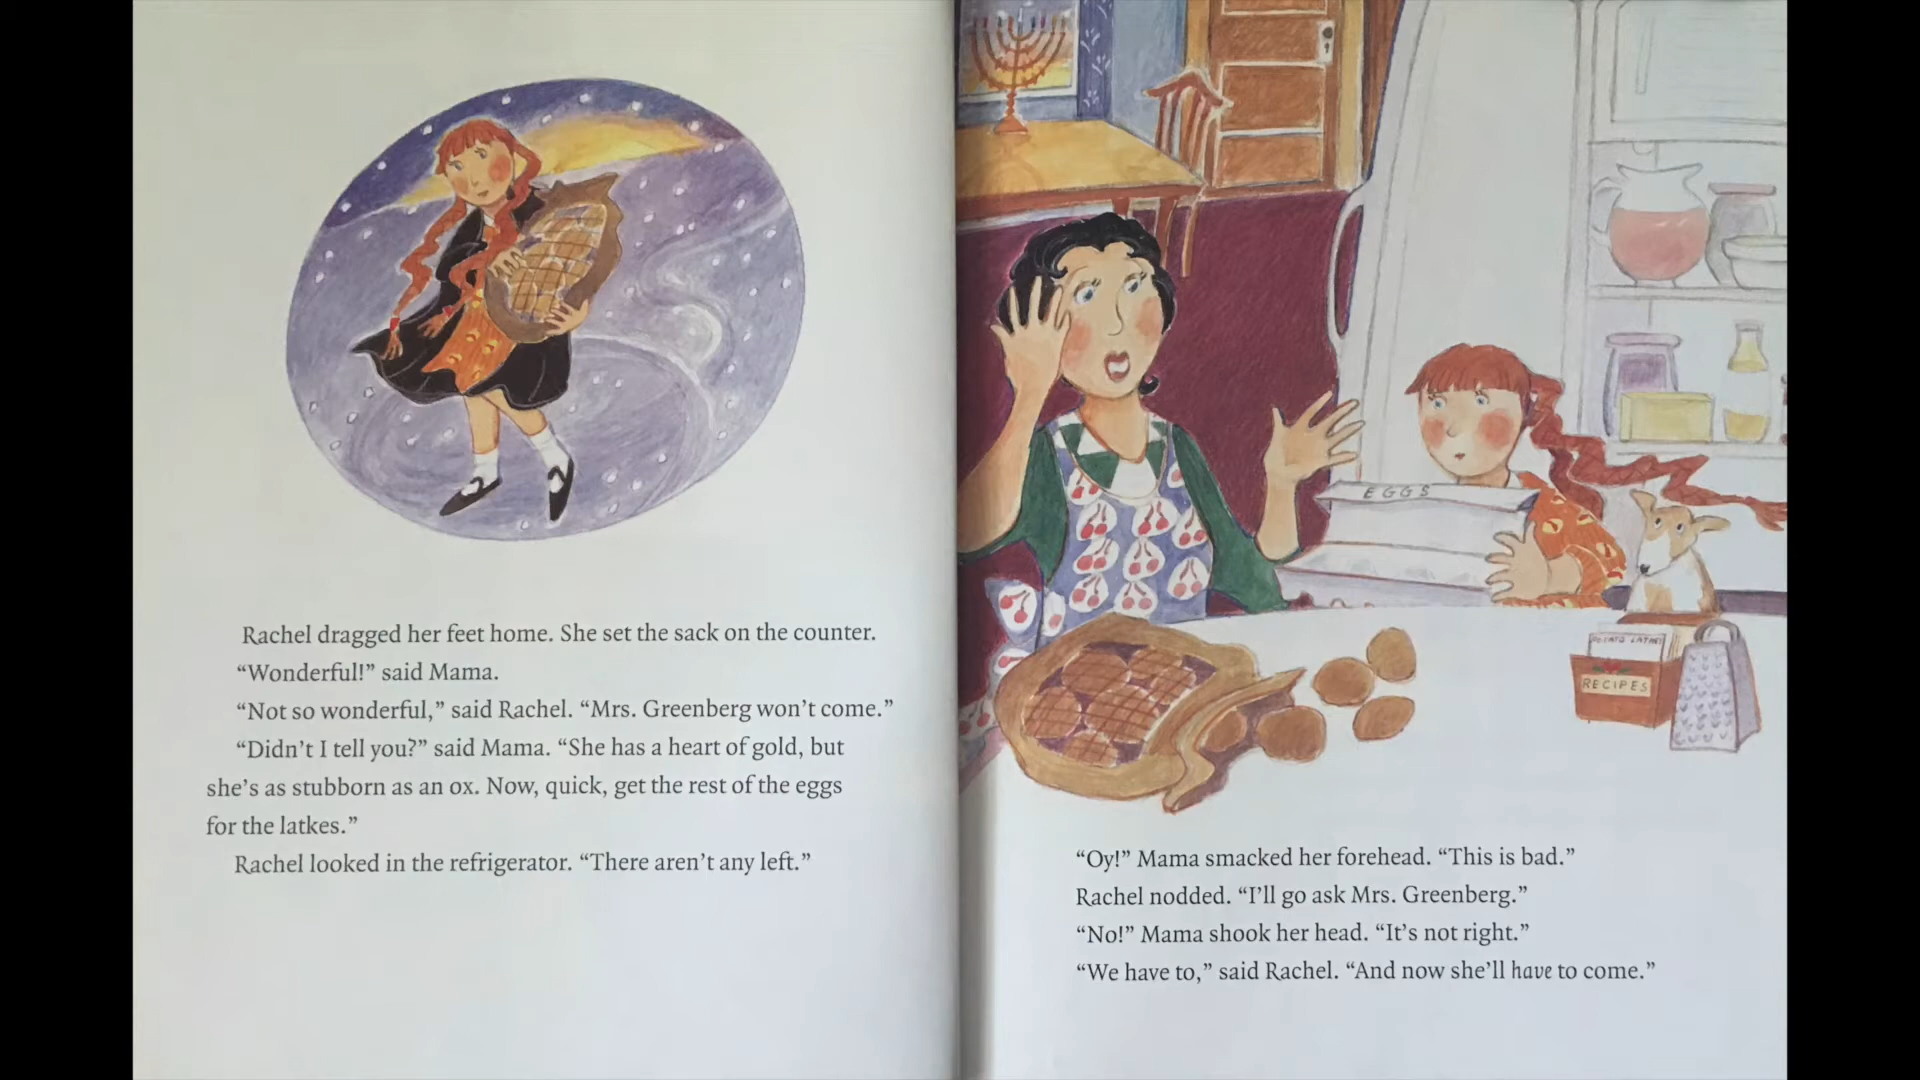 Rachel dragged her feet home. She set the sack on the counter.
“Wonderful!” said Mama.
“Not so wonderful,” said Rachel. “Mrs. Greenberg won’t come.”
“Didn’t I tell you?” said Mama. “She has a heart of gold, but
she’s as stubborn as an ox. Now, quick, get the rest of the eggs
for the latkes.”
Rachel looked in the refrigerator. “There aren’t any left.”
EGGS
POTATO LATKE
RECIPES
“Oy!” Mama smacked her forehead. “This is bad.”
Rachel nodded. “I’ll go ask Mrs. Greenberg.”
“No!” Mama shook her head. “It’s not right.”
“We have to,” said Rachel. “And now she’ll have to come.”